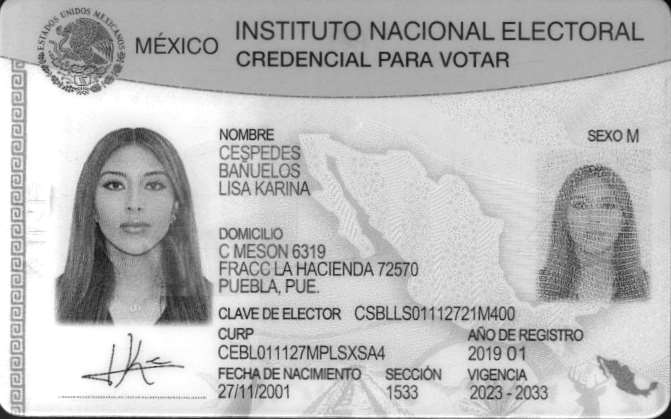 ESTADOS UNIDOS MEXICANOS
MÉXICO
INSTITUTO NACIONAL ELECTORAL
CREDENCIAL PARA VOTAR
NOMBRE
CESPEDES
BAÑUELOS
LISA KARINA
SEXO M
DOMICILIO
C MESON 6319
FRACC LA HACIENDA 72570
PUEBLA, PUE.
CLAVE DE ELECTOR CSBLLS01112721M400
CURP
CEBL011127MPLSXSA4
AÑO DE REGISTRO
2019 01
FECHA DE NACIMIENTO
27/11/2001
SECCIÓN
1533
VIGENCIA
2023 - 2033